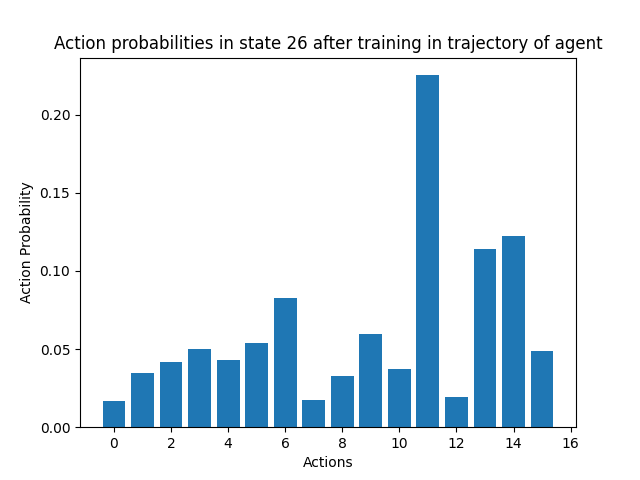 Action probabilities in state 26 after training in trajectory of agent
0.20
0.15
0.10
0.05
0.00
Action Probability
0 2 4 6 8 10 12 14 16
Actions